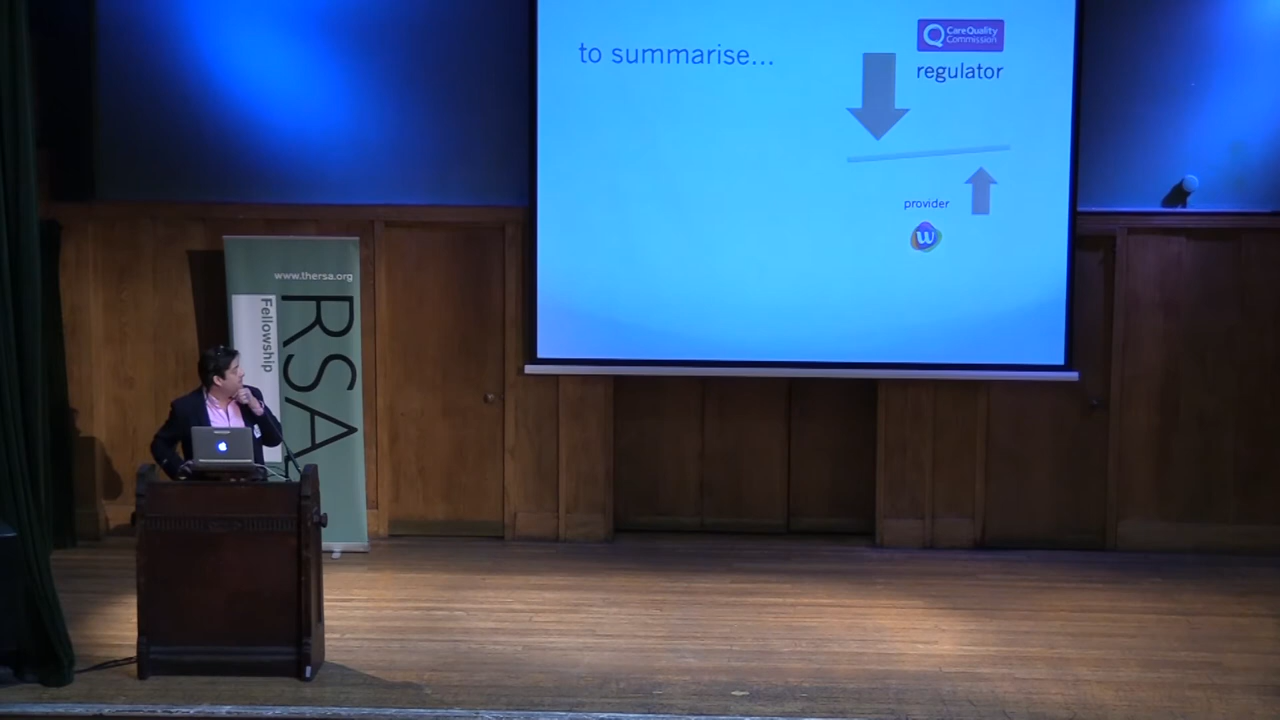 to summarise...
CareQuality
Commission
regulator
provider
w
www.thersa.org
RSA
Fellowship